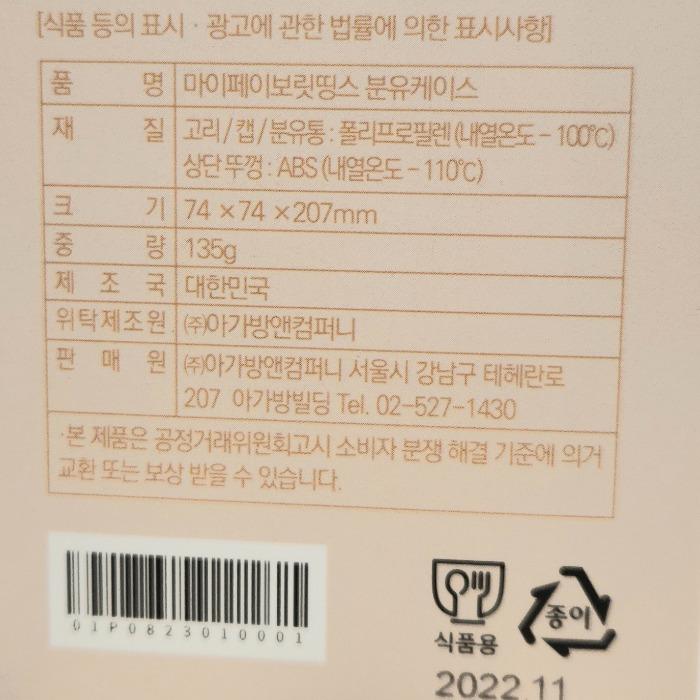 [식품 등의 표시 · 광고에 관한 법률에 의한 표시사항]
품 명 마이페이보릿띵스 분유케이스
재 질 고리/캡/분유통 : 폴리프로필렌(내열온도 - 100℃)
상단 뚜껑 : ABS(내열온도 - 110℃)
크 기 74 ×74 ×207mm
중 량 135g
제 조 국 대한민국
위탁제조원 ㈜아가방앤컴퍼니
판 매 원 ㈜아가방앤컴퍼니 서울시 강남구 테헤란로
207 아가방빌딩 Tel. 02-527-1430
·본 제품은 공정거래위원회고시 소비자 분쟁 해결 기준에 의거
교환 또는 보상 받을 수 있습니다.
01P0823010001
종이
식품용
2022.11